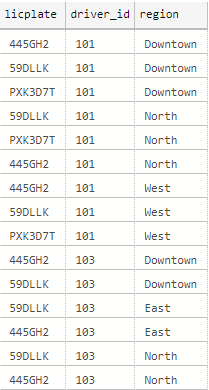 licplate driver_id region
445GH2 101 Downtown
59DLLK 101 Downtown
PXK3D7T 101 Downtown
59DLLK 101 North
PXK3D7T 101 North
445GH2 101 North
445GH2 101 West
59DLLK 101 West
PXK3D7T 101 West
445GH2 103 Downtown
59DLLK 103 Downtown
59DLLK 103 East
445GH2 103 East
59DLLK 103 North
445GH2 103 North